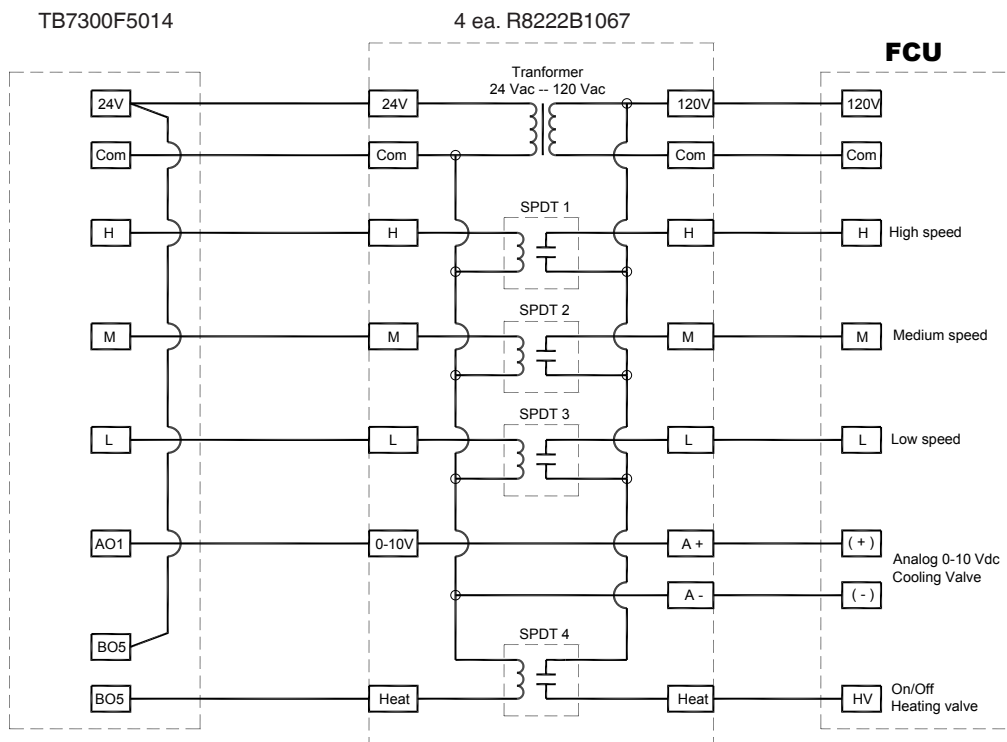 TB7300F5014
4 ea. R8222B1067
FCU
Tranformer
24 Vac -- 120 Vac
24V
24V
120V
120V
Com
Com
Com
Com
SPDT 1
H
H
H
H
High speed
SPDT 2
M
M
M
M
Medium speed
SPDT 3
L
L
L
L
Low speed
AO1
0-10V
A +
( + )
Analog 0-10 Vdc
Cooling Valve
A -
( - )
BO5
SPDT 4
BO5
Heat
Heat
HV
On/Off
Heating valve